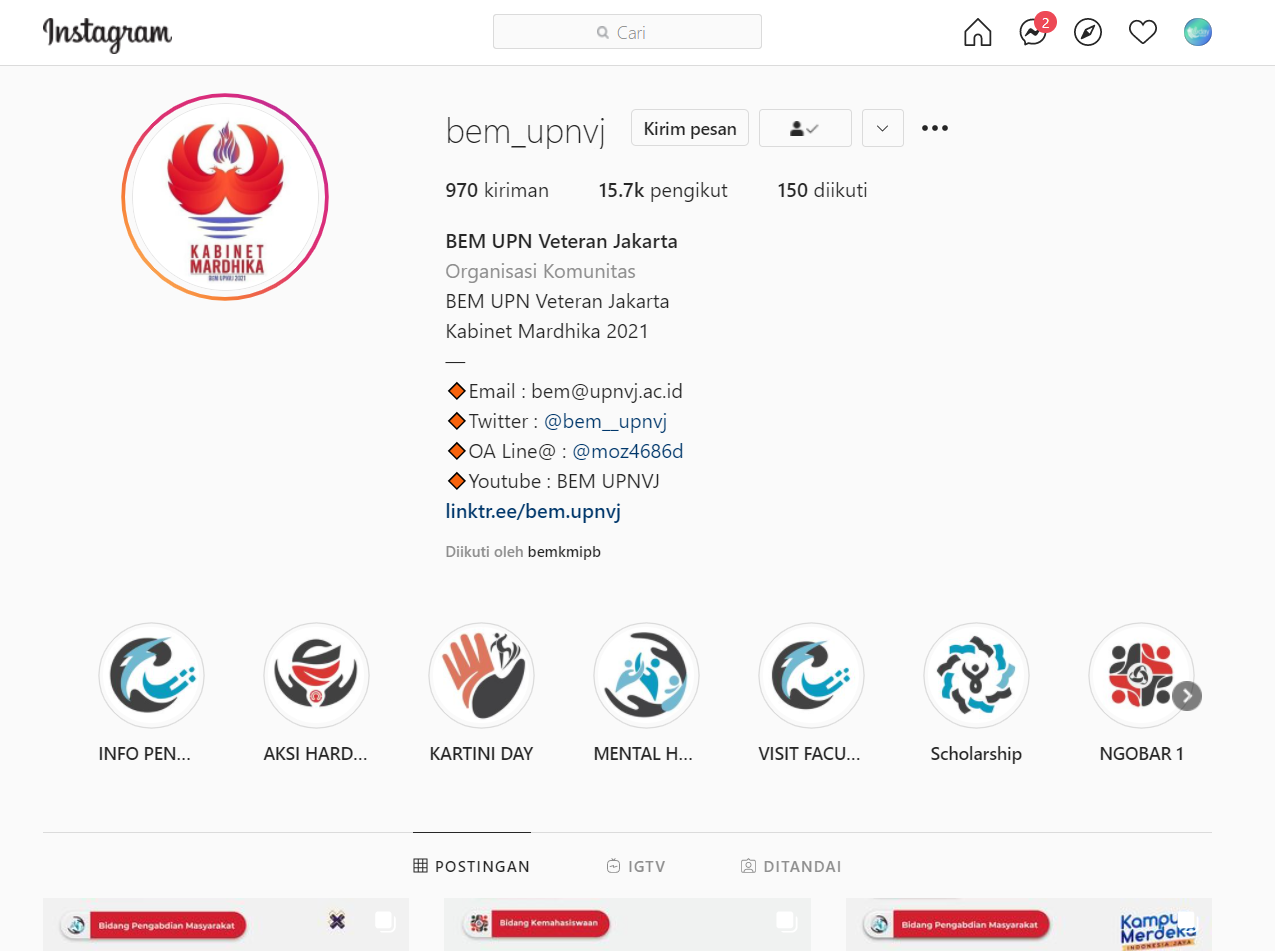 Instagram
Cari
2
bem_upnvj
Kirim pesan
970 kiriman 15.7k pengikut 150 diikuti
KABINET
MARDHIKA
BEM UPNVJ 2021
BEM UPN Veteran Jakarta
Organisasi Komunitas
BEM UPN Veteran Jakarta
Kabinet Mardhika 2021
—
🔶Email : bem@upnvj.ac.id
🔶Twitter : @bem__upnvj
🔶OA Line@ : @moz4686d
🔶Youtube : BEM UPNVJ
linktr.ee/bem.upnvj
Diikuti oleh bemkmipb
INFO PEN... AKSI HARD... KARTINI DAY MENTAL H... VISIT FACU... Scholarship NGOBAR 1
POSTINGAN IGTV DITANDAI
Bidang Pengabdian Masyarakat
Bidang Kemahasiswaan
Bidang Pengabdian Masyarakat
Kampu
Merdeka
INDONESIA JAYA